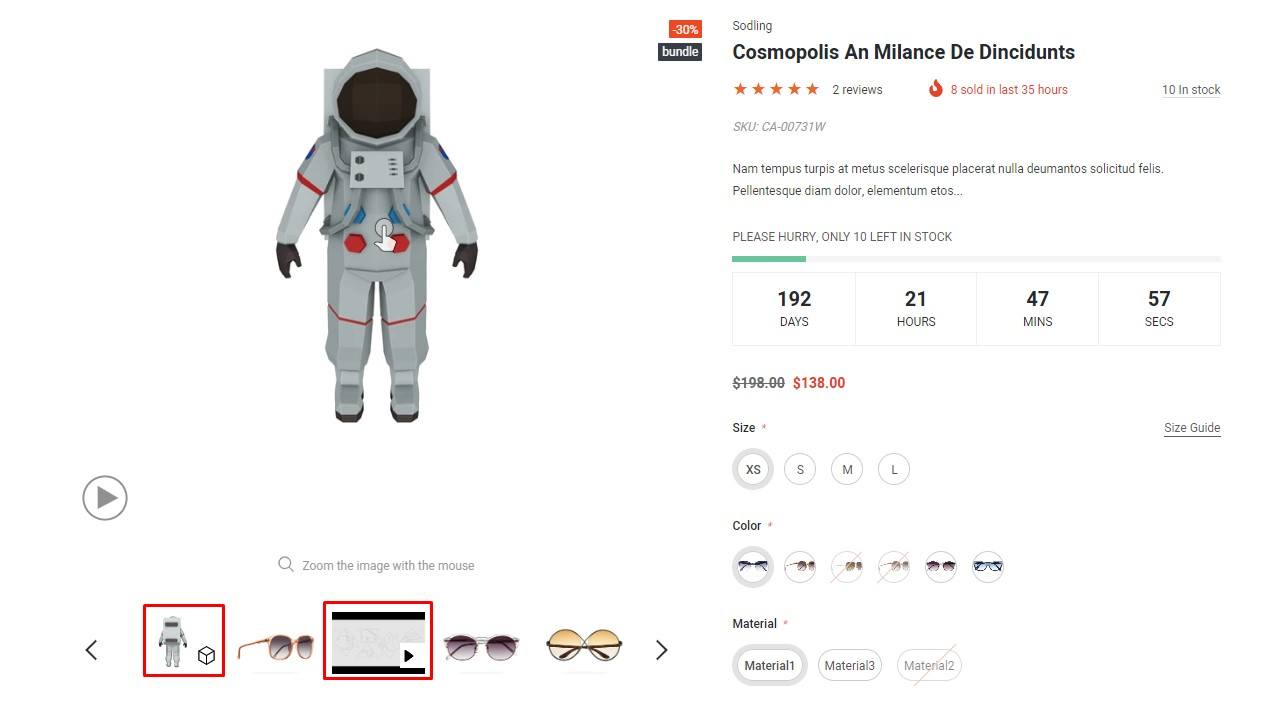 -30%
bundle
Sodling
Cosmopolis An Milance De Dincidunts
2 reviews
8 sold in last 35 hours
10 In stock
SKU: CA-00731W
Nam tempus turpis at metus scelerisque placerat nulla deumantos solicitud felis.
Pellentesque diam dolor, elementum etos...
PLEASE HURRY, ONLY 10 LEFT IN STOCK
192 21 47 57
DAYS HOURS MINS SECS
$198.00 $138.00
Size *
Size Guide
XS S M L
Color *
Zoom the image with the mouse
Material *
Material1 Material3 Material2